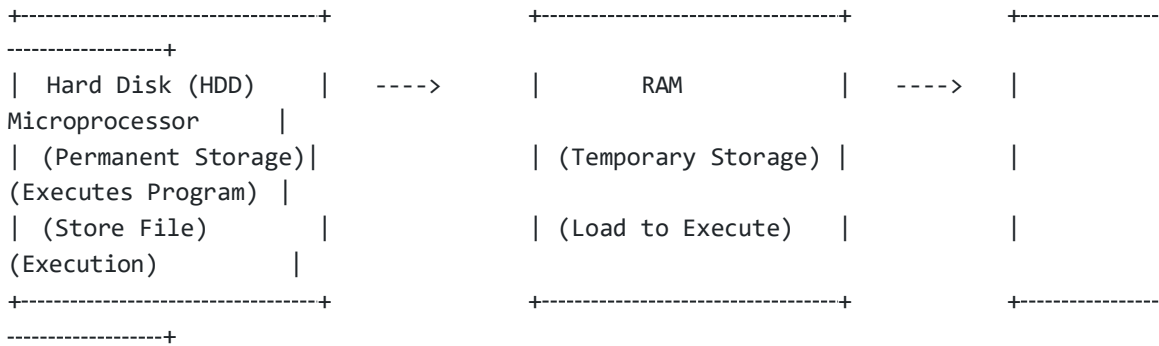 +------------------------------------+ +------------------------------------+ +-----------------
-------------------+
| Hard Disk (HDD) | ----> | RAM | ----> |
Microprocessor |
| (Permanent Storage)| | (Temporary Storage) | |
(Executes Program) |
| (Store File) | | (Load to Execute) | |
(Execution) |
+------------------------------------+ +------------------------------------+ +-----------------
-------------------+